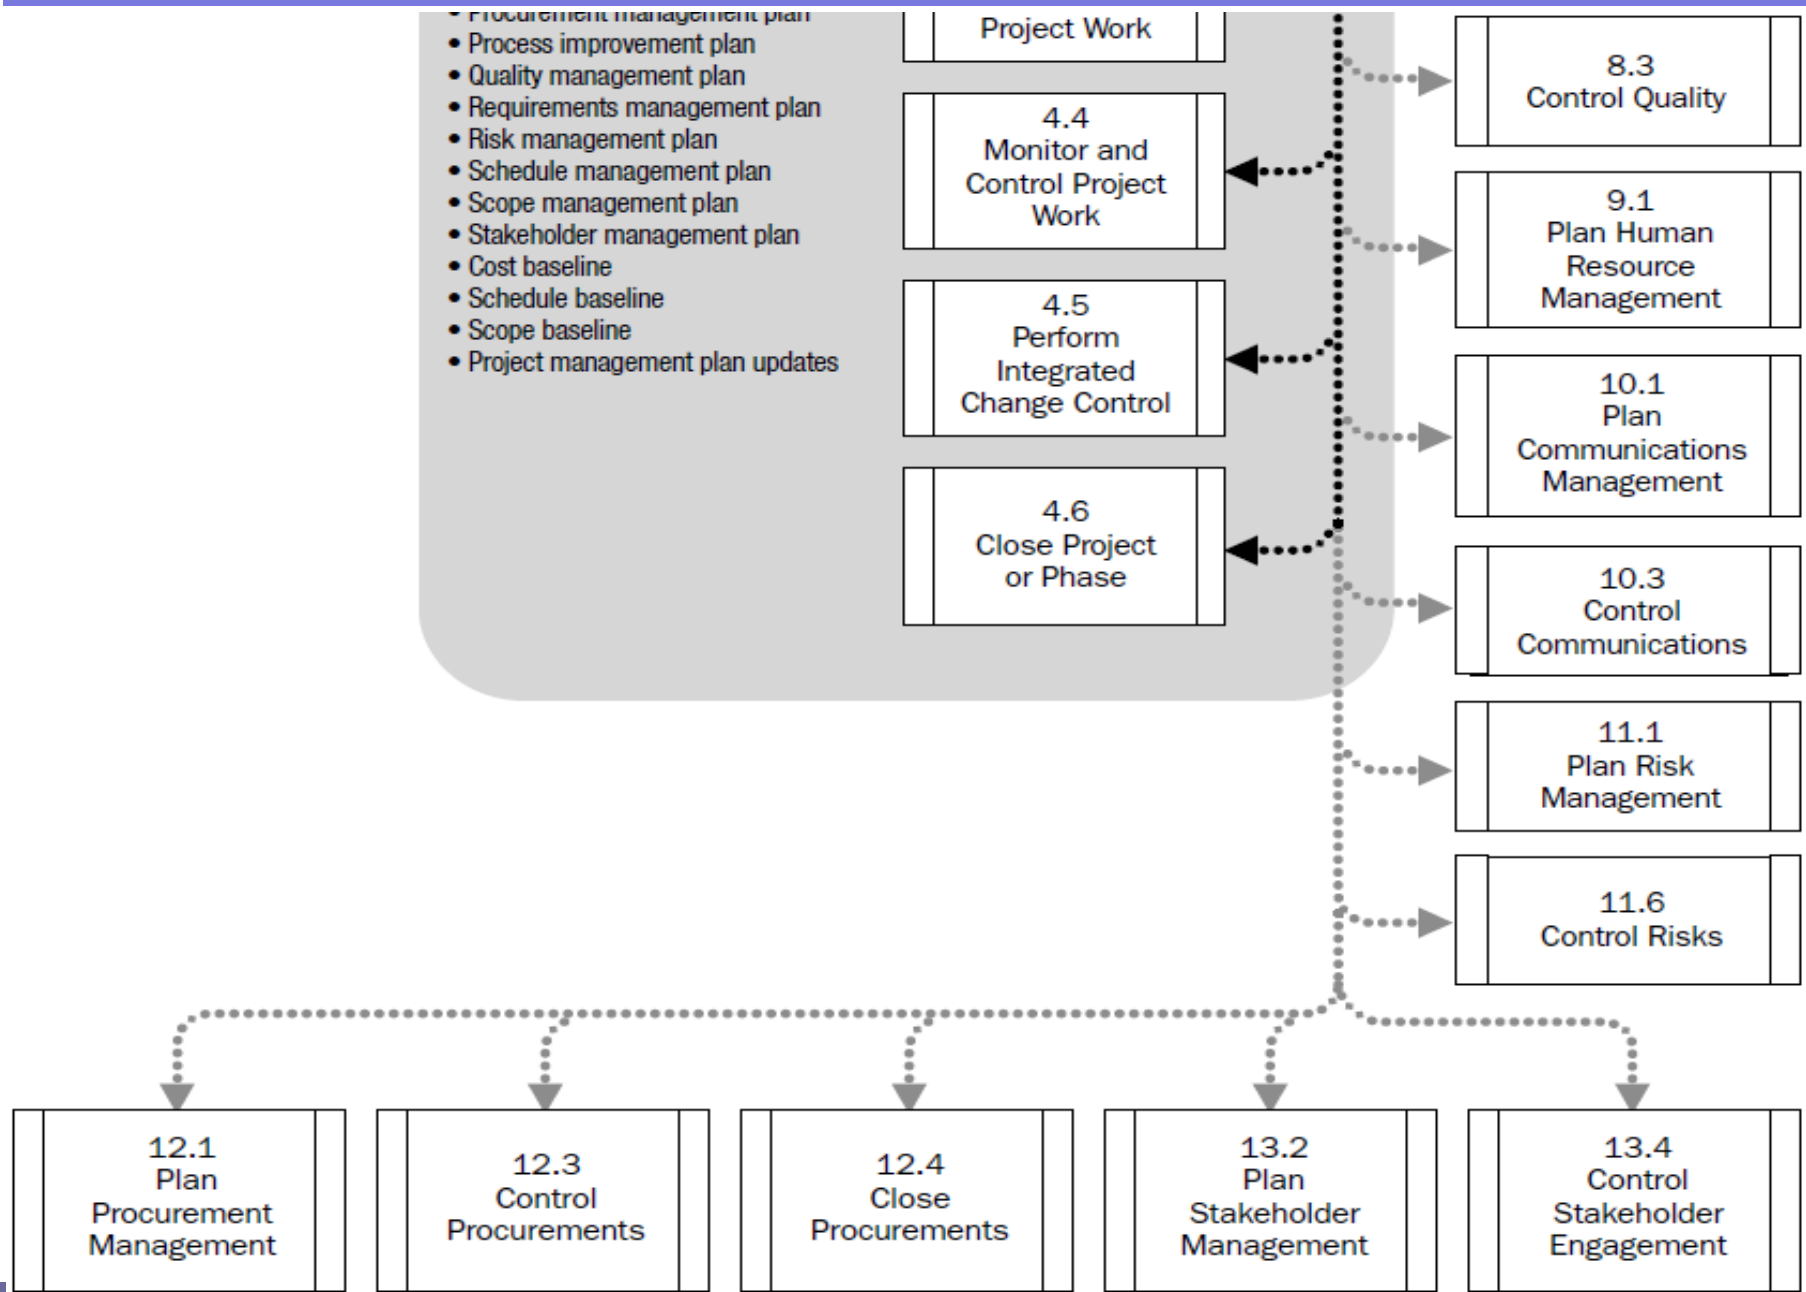 • Procurement management plan
• Process improvement plan
• Quality management plan
• Requirements management plan
• Risk management plan
• Schedule management plan
• Scope management plan
• Stakeholder management plan
• Cost baseline
• Schedule baseline
• Scope baseline
• Project management plan updates
Project Work
4.4
Monitor and
Control Project
Work
4.5
Perform
Integrated
Change Control
4.6
Close Project
or Phase
8.3
Control Quality
9.1
Plan Human
Resource
Management
10.1
Plan
Communications
Management
10.3
Control
Communications
11.1
Plan Risk
Management
11.6
Control Risks
12.1
Plan
Procurement
Management
12.3
Control
Procurements
12.4
Close
Procurements
13.2
Plan
Stakeholder
Management
13.4
Control
Stakeholder
Engagement